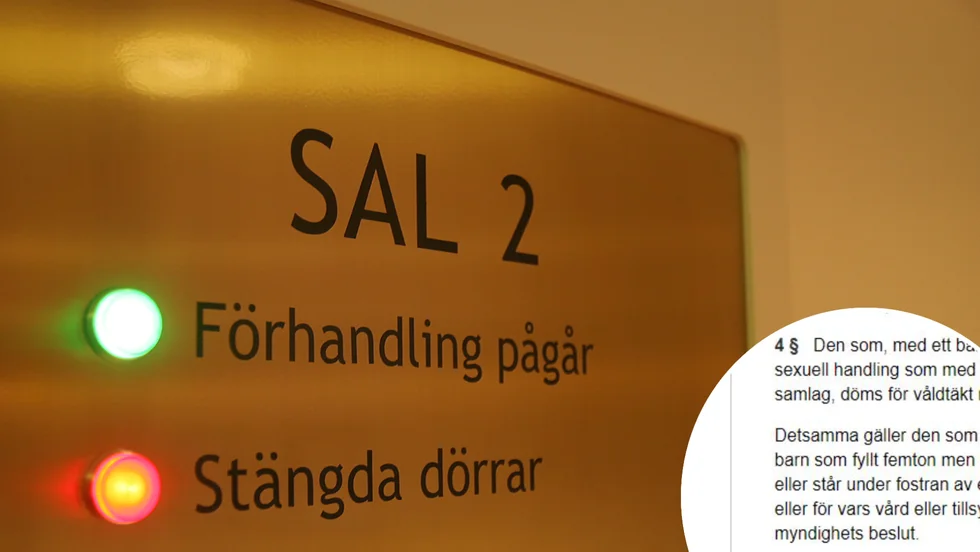 SAL 2
Förhandling pågår
Stängda dörrar
4 § Den som, med ett
sexuell handling som med
samlag, döms för våldtäkt
Detsamma gäller den som
barn som fyllt femton men
eller står under fostran av
eller för vars vård eller
myndighets beslut.